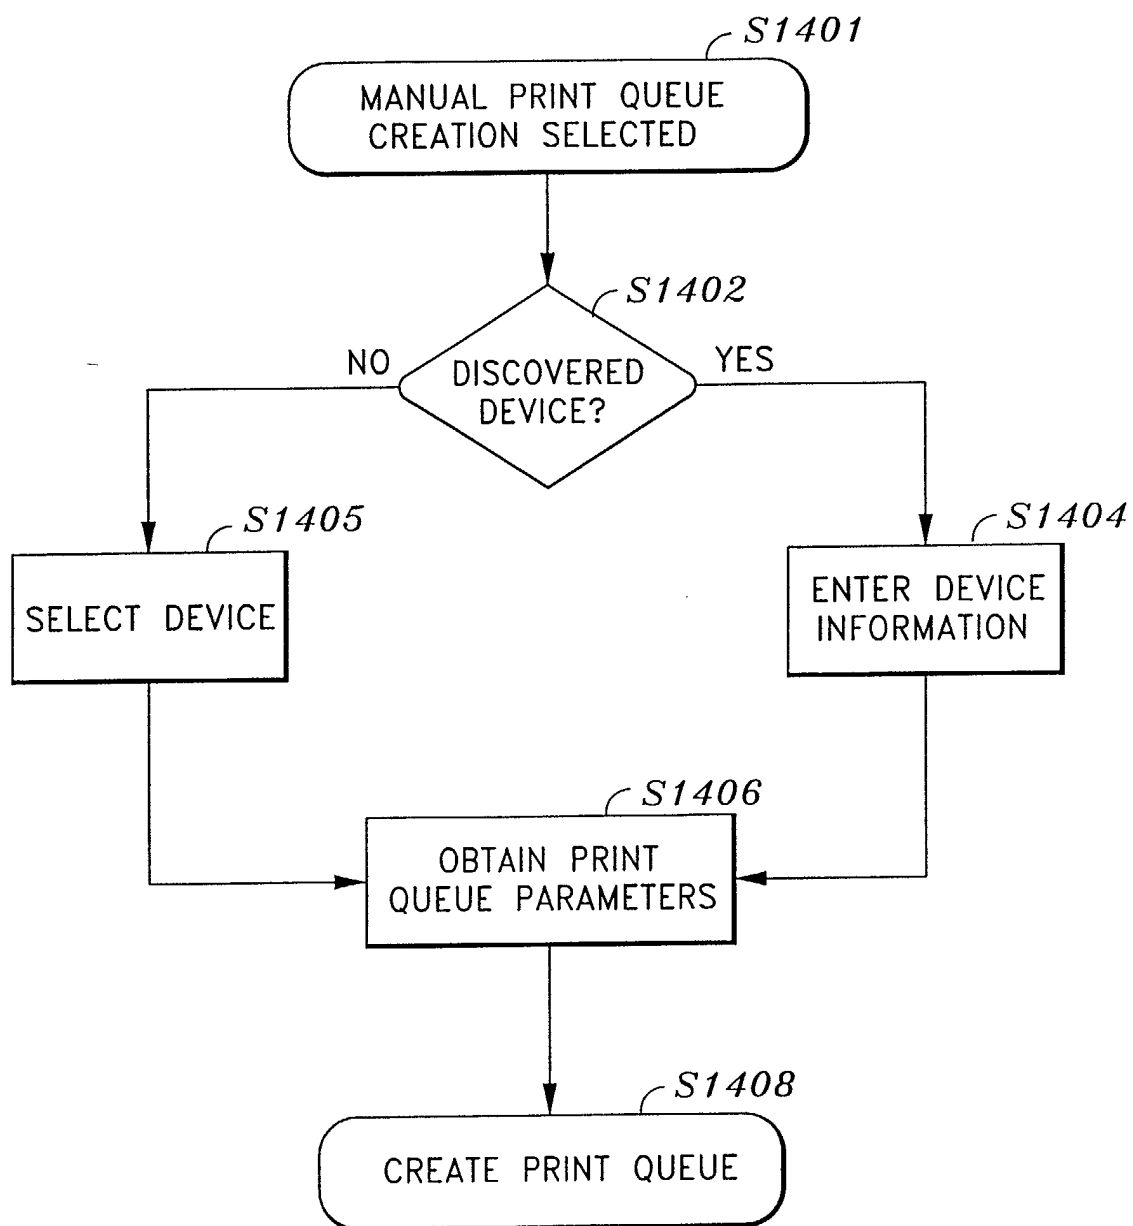 S1401
MANUAL PRINT QUEUE
CREATION SELECTED
S1402
NO
YES
DISCOVERED
DEVICE?
S1405
S1404
SELECT DEVICE
ENTER DEVICE
INFORMATION
S1406
OBTAIN PRINT
QUEUE PARAMETERS
S1408
CREATE PRINT QUEUE